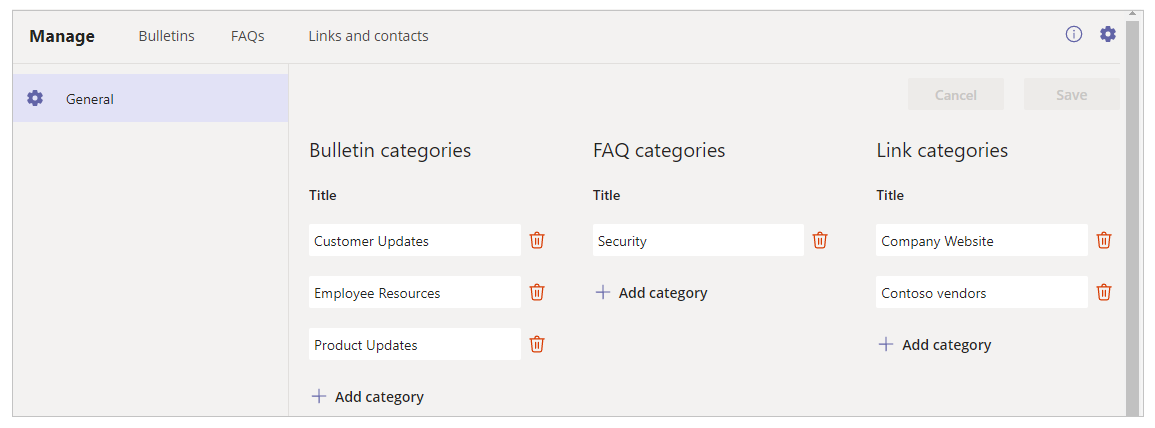 Manage Bulletins FAQs Links and contacts
General
Cancel Save
Bulletin categories FAQ categories Link categories
Title Title Title
Customer Updates Security Company Website
Employee Resources Add category Contoso vendors
Product Updates Add category
Add category